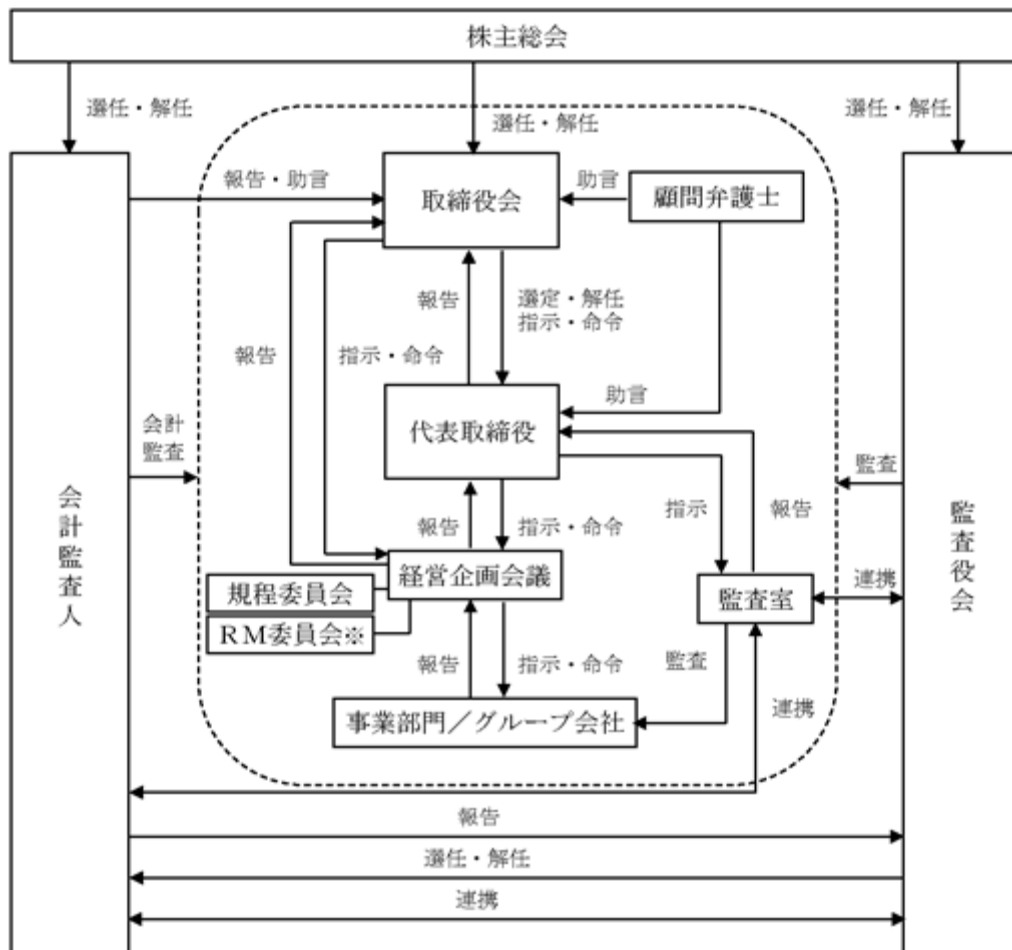 株主総会
選任・解任
選任・解任
選任・解任
報告・助言
取締役会
助言
顧問弁護士
報告
選定・解任
指示・命令
報告
指示・命令
助言
代表取締役
会計
監査
監査
会計監査人
監査役会
報告
指示・命令
指示
報告
経営企画会議
規程委員会
RM委員会※
監査室
連携
報告
指示・命令
監査
連携
事業部門/グループ会社
報告
選任・解任
連携